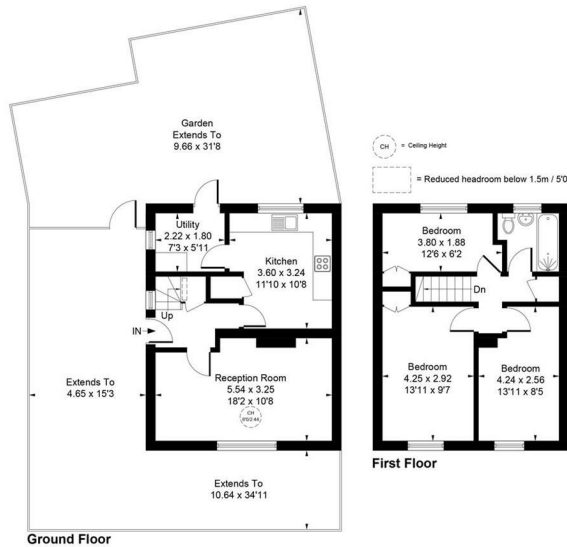 Garden
Extends To
9.66 x 31'8
CH
= Ceiling Height
= Reduced headroom below 1.5m / 5'0
Utility
2.22 x 1.80
7'3 x 5'11
Kitchen
3.60 x 3.24
11'10 x 10'8
Up
IN
Reception Room
5.54 x 3.25
18'2 x 10'8
CH
Extends To
4.65 x 15'3
Extends To
10.64 x 34'11
Ground Floor
Bedroom
3.80 x 1.88
12'6 x 6'2
Dn
Bedroom
4.25 x 2.92
13'11 x 9'7
Bedroom
4.24 x 2.56
13'11 x 8'5
First Floor